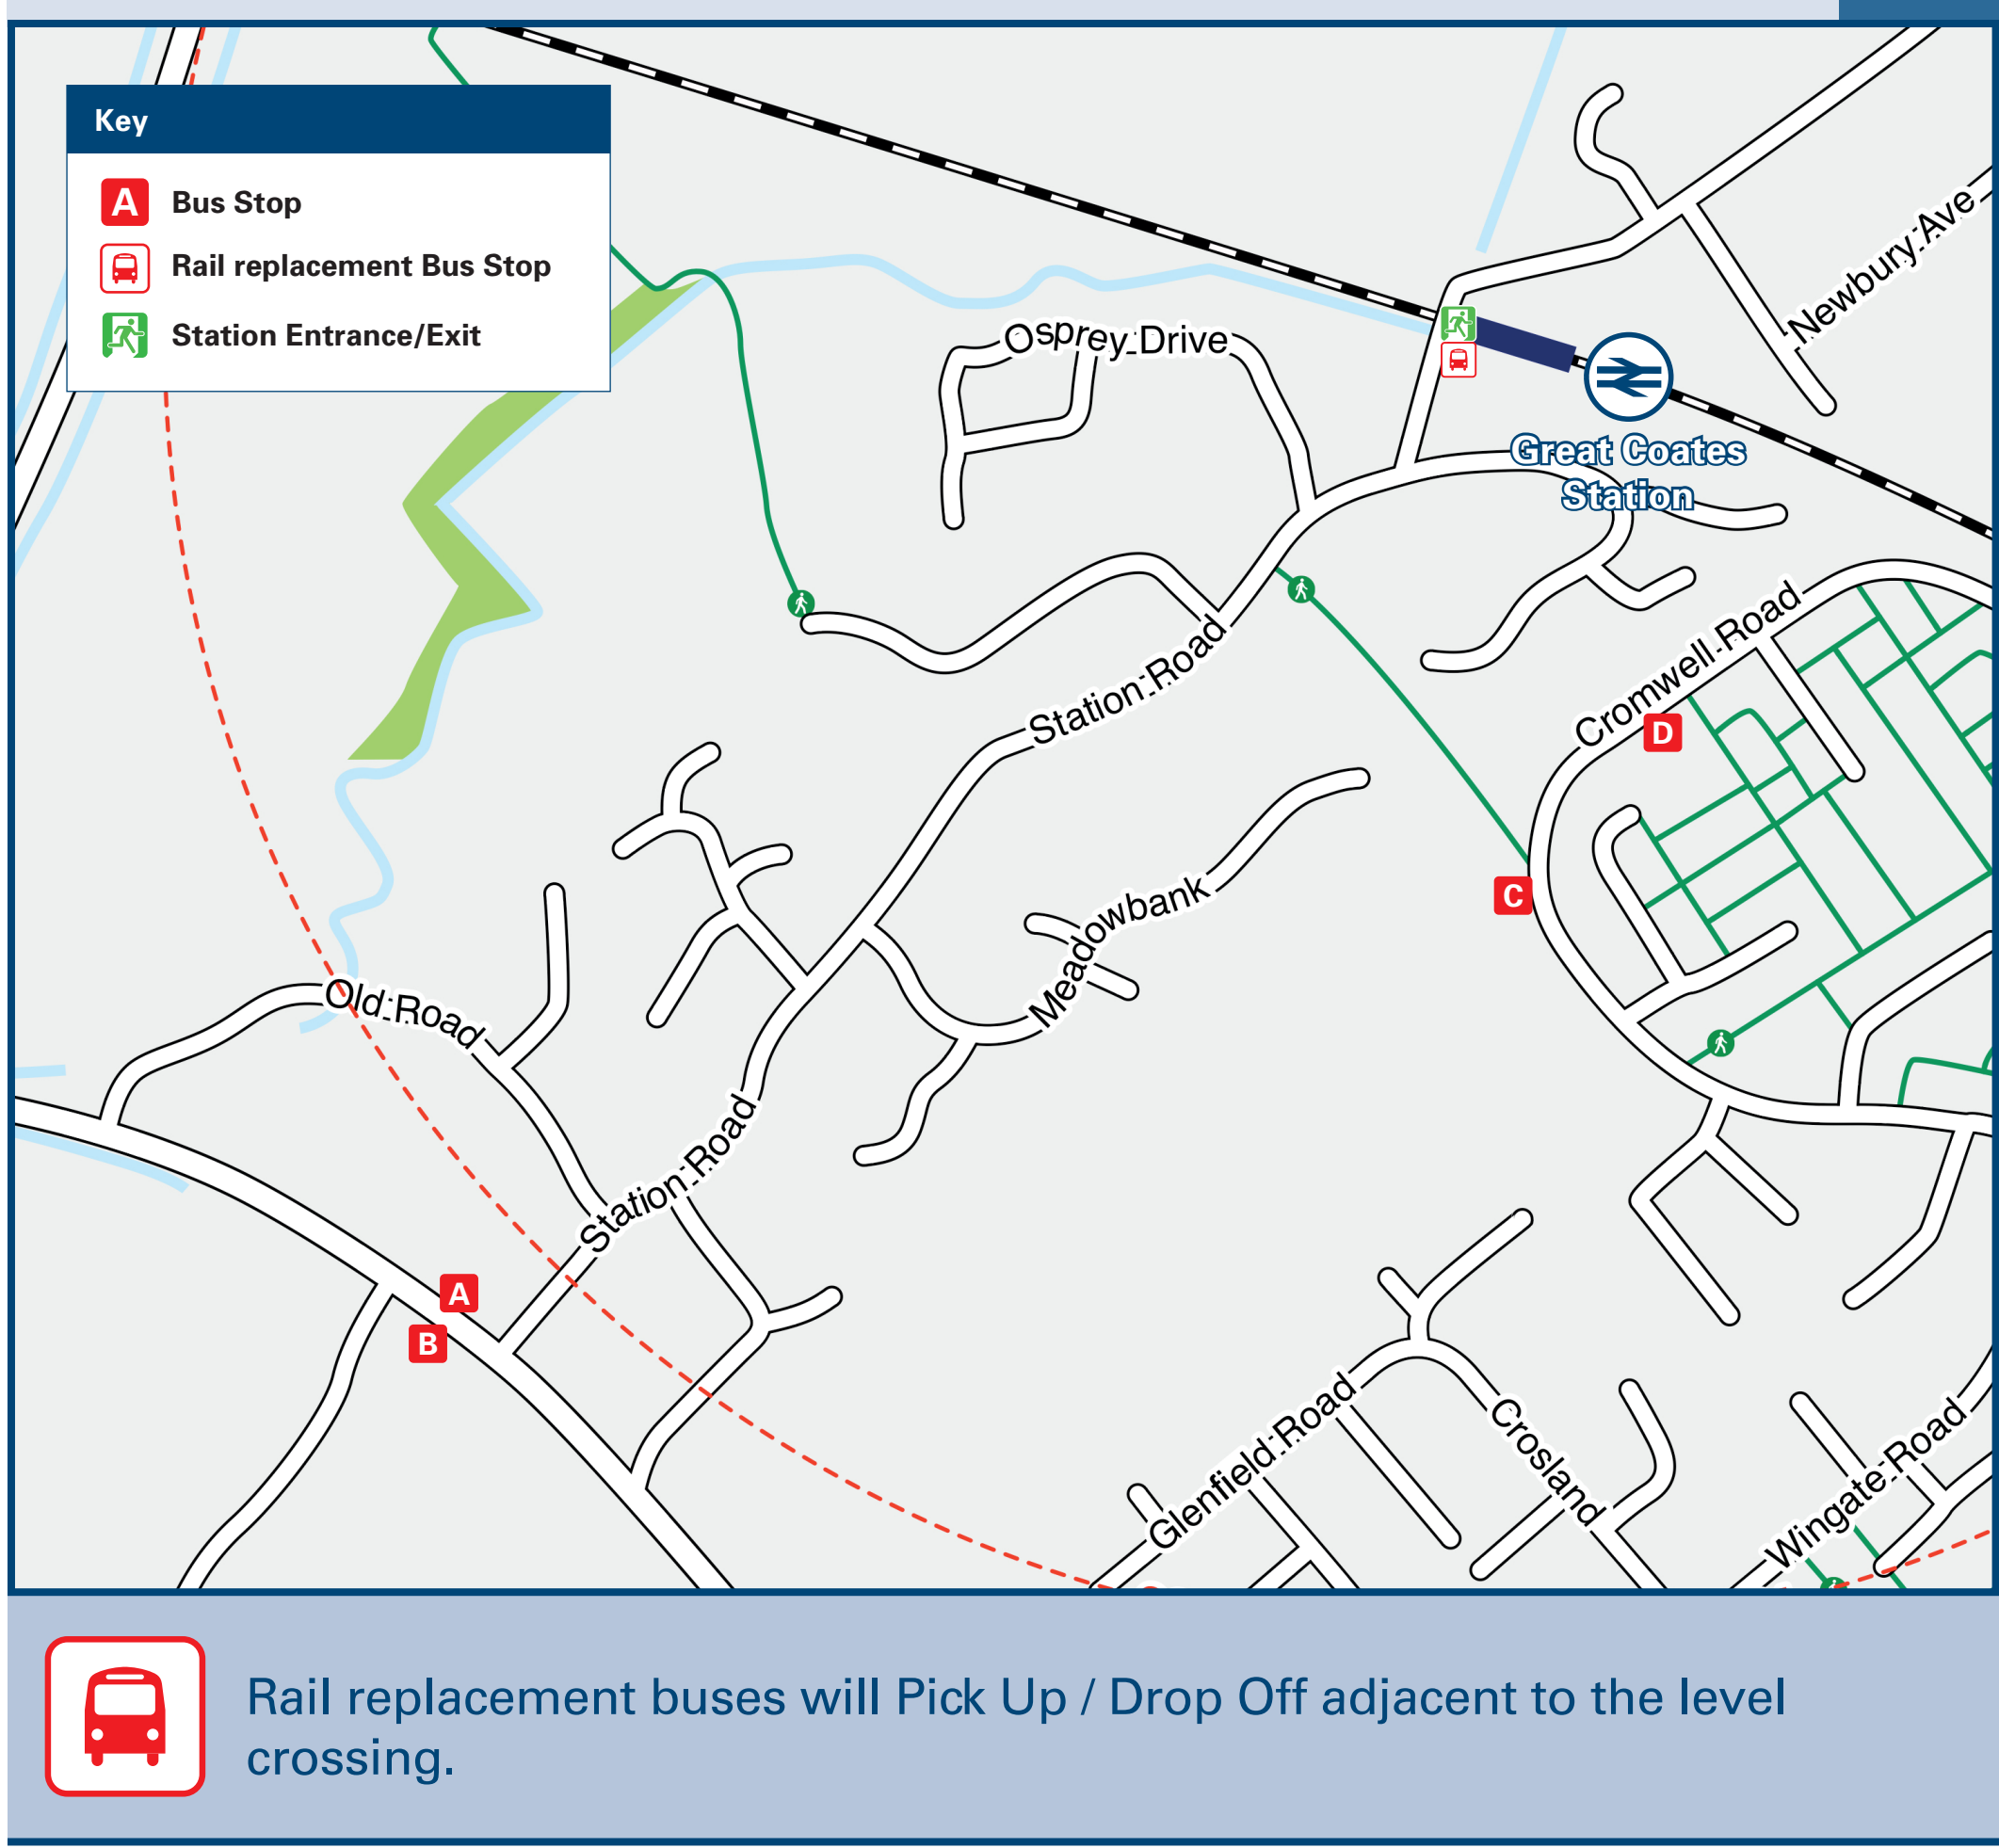 Key
A Bus Stop
Rail replacement Bus Stop
Station Entrance/Exit
Newbury Ave
Osprey Drive
Great Coates
Station
Cromwell Road
Station Road
D
C
Meadowbank
Old Road
Station Road
A
B
Glenfield Road
Crosland
Wingate Road
Rail replacement buses will Pick Up / Drop Off adjacent to the level
crossing.